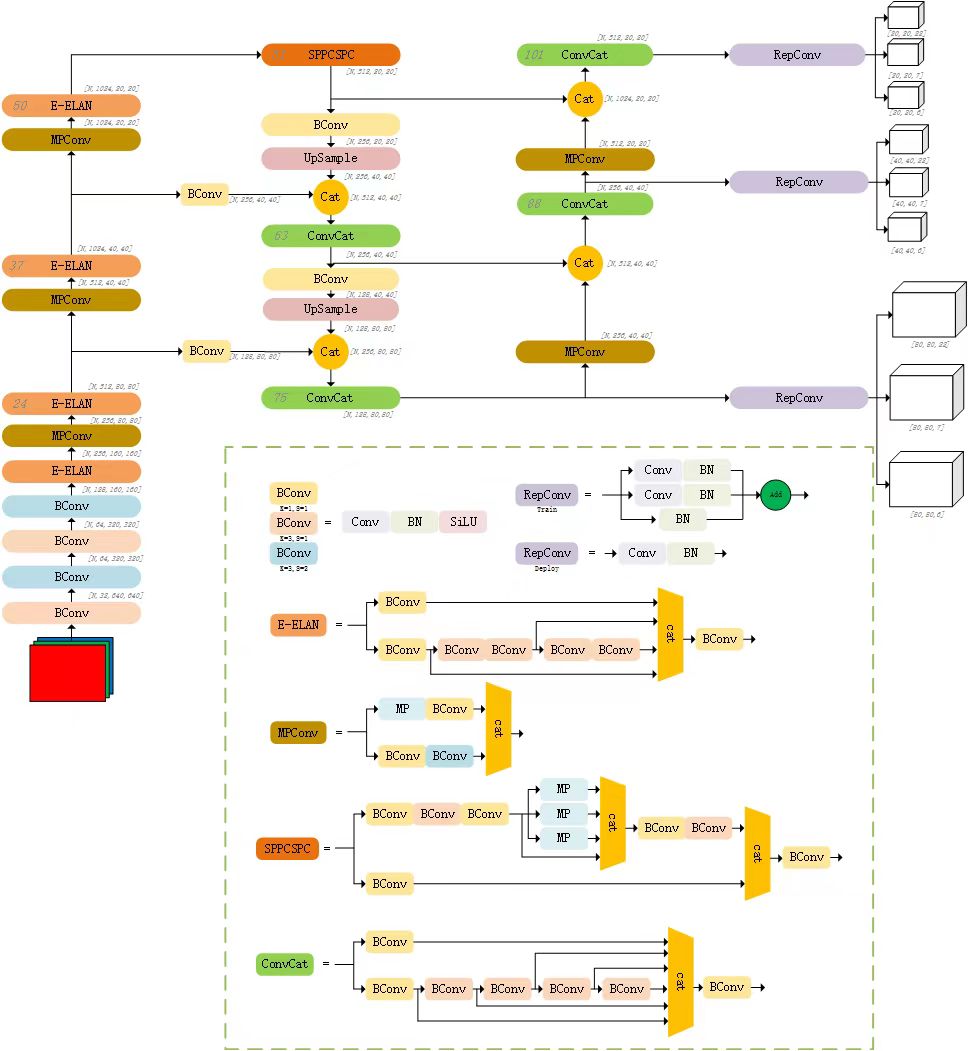 [20, 20, 22]
[N, 512, 20, 20]
51 SPPCSPC
101 ConvCat
RepConv
[N, 512, 20, 20]
[20, 20, 7]
[N, 1024, 20, 20]
50 E-ELAN
Cat
[N, 1024, 20, 20]
[20, 20, 6]
[N, 1024, 20, 20]
BConv
MPConv
[N, 256, 20, 20]
[N, 512, 20, 20]
UpSample
MPConv
[40, 40, 22]
[N, 256, 40, 40]
RepConv
[N, 256, 40, 40]
BConv
[N, 256, 40, 40]
Cat
[N, 512, 40, 40]
88 ConvCat
[40, 40, 7]
63 ConvCat
[N, 1024, 40, 40]
[N, 256, 40, 40]
[40, 40, 6]
37 E-ELAN
Cat
[N, 512, 40, 40]
[N, 512, 40, 40]
BConv
MPConv
[N, 128, 40, 40]
UpSample
[N, 128, 80, 80]
[N, 256, 40, 40]
[80, 80, 22]
BConv
[N, 128, 80, 80]
Cat
[N, 256, 80, 80]
MPConv
[N, 512, 80, 80]
24 E-ELAN
75 ConvCat
RepConv
[N, 256, 80, 80]
[N, 128, 80, 80]
[80, 80, 7]
MPConv
[N, 256, 160, 160]
E-ELAN
[N, 128, 160, 160]
BConv
[N, 64, 320, 320]
BConv
[N, 64, 320, 320]
BConv
[N, 32, 640, 640]
BConv
[80, 80, 6]
BConv
K=1, S=1
BConv = Conv BN SiLU
K=3, S=1
BConv
K=3, S=2
Conv BN
RepConv = Conv BN Add
Train
BN
RepConv = Conv BN
Deploy
BConv
E-ELAN = cat BConv
BConv BConv BConv BConv BConv
MP BConv
MPConv = cat
BConv BConv
MP
BConv BConv BConv MP cat BConv BConv
MP
SPPCSPC = cat BConv
BConv
BConv
ConvCat = cat
BConv BConv BConv BConv BConv BConv